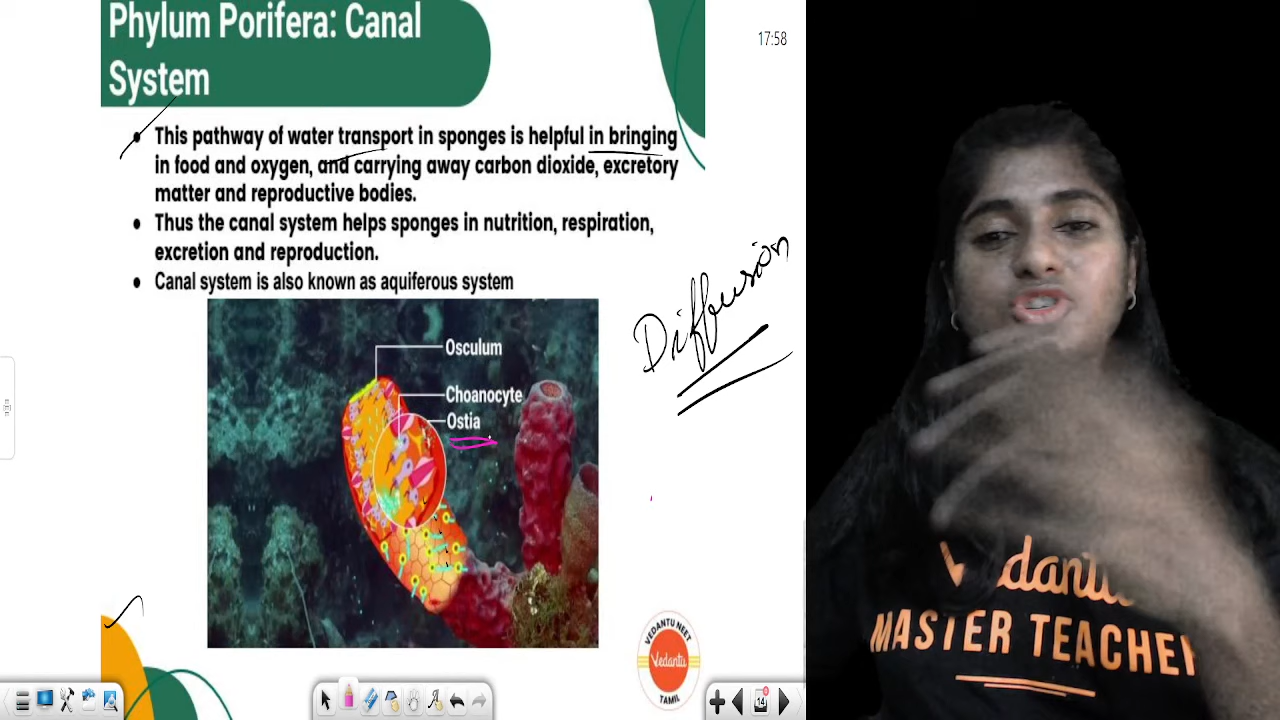 Phylum Porifera: Canal
System
17:58
This pathway of water transport in sponges is helpful in bringing
in food and oxygen, and carrying away carbon dioxide, excretory
matter and reproductive bodies.
Thus the canal system helps sponges in nutrition, respiration,
excretion and reproduction.
Canal system is also known as aquiferous system
Diffusion
Osculum
Choanocyte
Ostia
VEDANTU NEET
Vedantu
TAMIL
Vedantu
MASTER TEACHER
14